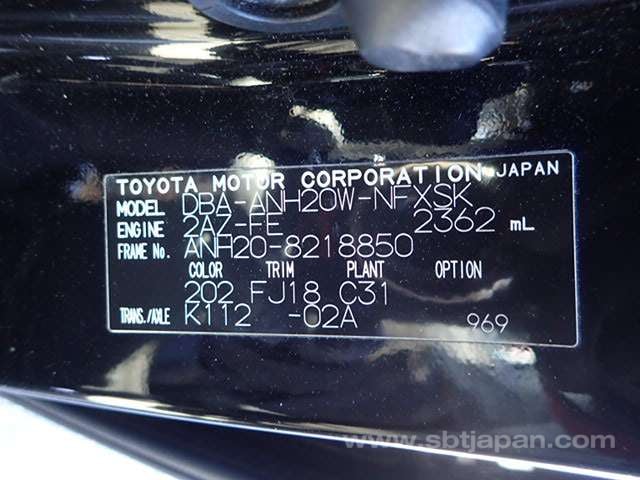 TOYOTA MOTOR CORPORATION JAPAN
MODEL DBA-ANH20W-NFXSK
ENGINE 2AZ-FE 2362 mL
FRAME No. ANH20-8218850
COLOR TRIM PLANT OPTION
202 FJ18 C31
TRANS./AXLE K112 -02A 969
www.sbtjapan.com